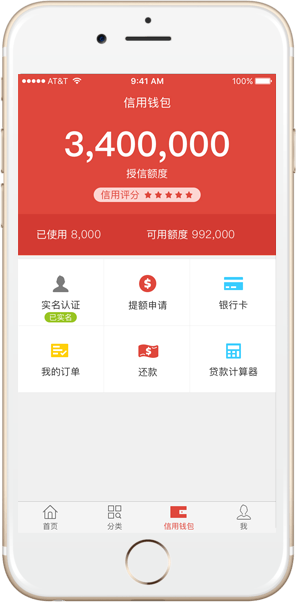 AT&T 9:41 AM 100%
信用钱包
3,400,000
授信额度
信用评分
已使用 8,000 可用额度 992,000
实名认证 提额申请 银行卡
已实名
我的订单 还款 贷款计算器
首页 分类 信用钱包 我